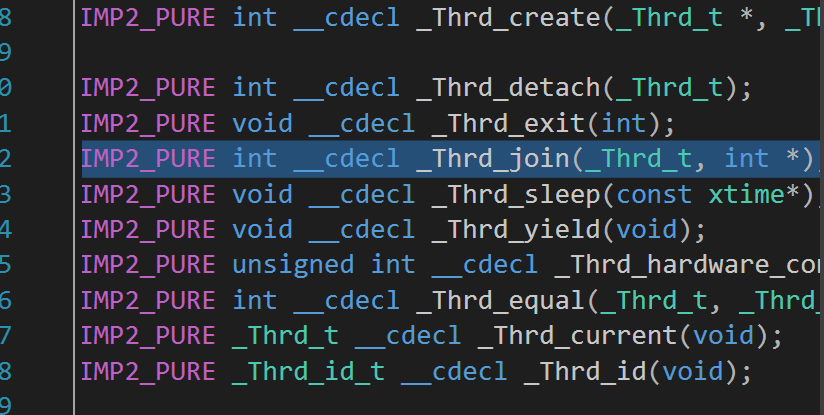 8 IMP2_PURE int __cdecl _Thrd_create(_Thrd_t *, _Th
9
0 IMP2_PURE int __cdecl _Thrd_detach(_Thrd_t);
1 IMP2_PURE void __cdecl _Thrd_exit(int);
2 IMP2_PURE int __cdecl _Thrd_join(_Thrd_t, int *)
3 IMP2_PURE void __cdecl _Thrd_sleep(const xtime*)
4 IMP2_PURE void __cdecl _Thrd_yield(void);
5 IMP2_PURE unsigned int __cdecl _Thrd_hardware_con
6 IMP2_PURE int __cdecl _Thrd_equal(_Thrd_t, _Thrd_
7 IMP2_PURE _Thrd_t __cdecl _Thrd_current(void);
8 IMP2_PURE _Thrd_id_t __cdecl _Thrd_id(void);
9